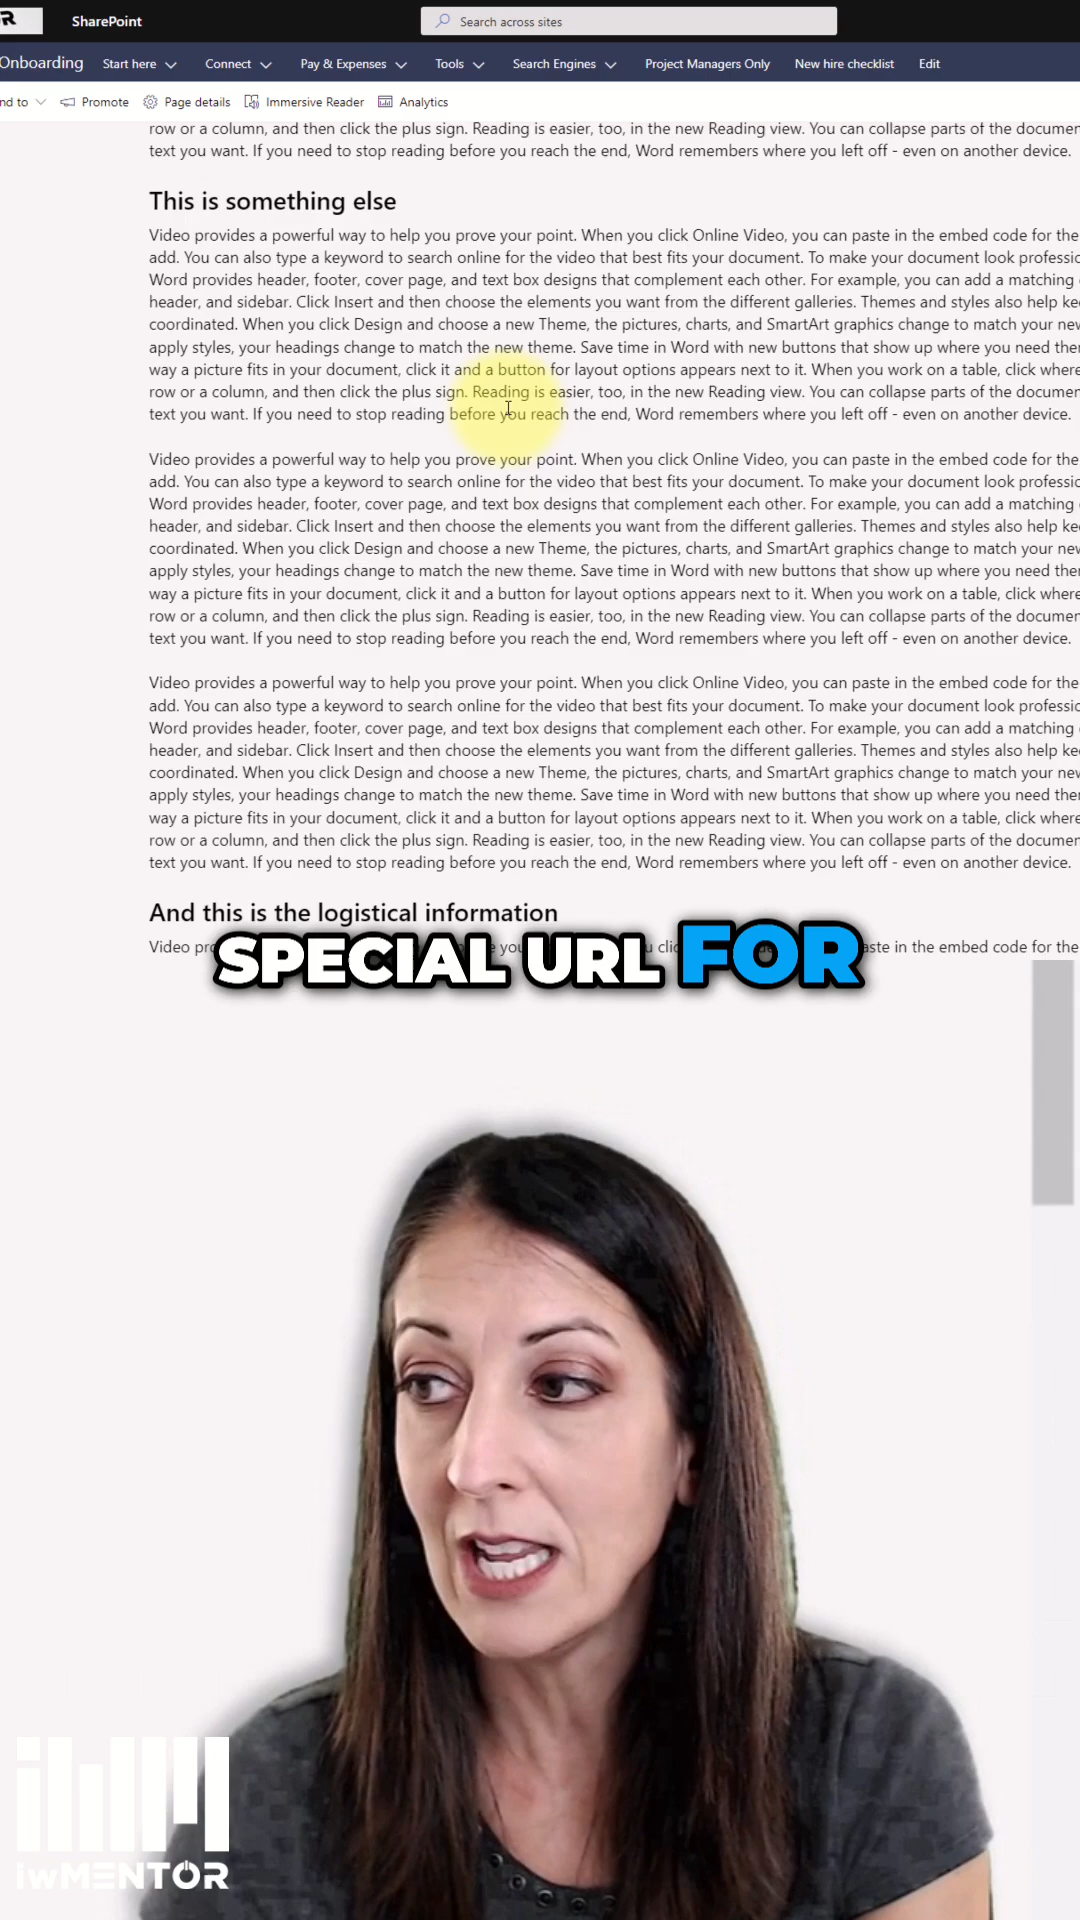 R
SharePoint
Search across sites
Onboarding Start here Connect Pay & Expenses Tools Search Engines Project Managers Only New hire checklist Edit
nd to Promote Page details Immersive Reader Analytics
row or a column, and then click the plus sign. Reading is easier, too, in the new Reading view. You can collapse parts of the documen
text you want. If you need to stop reading before you reach the end, Word remembers where you left off - even on another device.
This is something else
Video provides a powerful way to help you prove your point. When you click Online Video, you can paste in the embed code for the
add. You can also type a keyword to search online for the video that best fits your document. To make your document look professic
Word provides header, footer, cover page, and text box designs that complement each other. For example, you can add a matching
header, and sidebar. Click Insert and then choose the elements you want from the different galleries. Themes and styles also help kee
coordinated. When you click Design and choose a new Theme, the pictures, charts, and SmartArt graphics change to match your new
apply styles, your headings change to match the new theme. Save time in Word with new buttons that show up where you need the
way a picture fits in your document, click it and a button for layout options appears next to it. When you work on a table, click where
row or a column, and then click the plus sign. Reading is easier, too, in the new Reading view. You can collapse parts of the documen
text you want. If you need to stop reading before you reach the end, Word remembers where you left off - even on another device.
Video provides a powerful way to help you prove your point. When you click Online Video, you can paste in the embed code for the
add. You can also type a keyword to search online for the video that best fits your document. To make your document look professic
Word provides header, footer, cover page, and text box designs that complement each other. For example, you can add a matching
header, and sidebar. Click Insert and then choose the elements you want from the different galleries. Themes and styles also help kee
coordinated. When you click Design and choose a new Theme, the pictures, charts, and SmartArt graphics change to match your new
apply styles, your headings change to match the new theme. Save time in Word with new buttons that show up where you need the
way a picture fits in your document, click it and a button for layout options appears next to it. When you work on a table, click where
row or a column, and then click the plus sign. Reading is easier, too, in the new Reading view. You can collapse parts of the documen
text you want. If you need to stop reading before you reach the end, Word remembers where you left off - even on another device.
Video provides a powerful way to help you prove your point. When you click Online Video, you can paste in the embed code for the
add. You can also type a keyword to search online for the video that best fits your document. To make your document look professic
Word provides header, footer, cover page, and text box designs that complement each other. For example, you can add a matching
header, and sidebar. Click Insert and then choose the elements you want from the different galleries. Themes and styles also help kee
coordinated. When you click Design and choose a new Theme, the pictures, charts, and SmartArt graphics change to match your new
apply styles, your headings change to match the new theme. Save time in Word with new buttons that show up where you need the
way a picture fits in your document, click it and a button for layout options appears next to it. When you work on a table, click where
row or a column, and then click the plus sign. Reading is easier, too, in the new Reading view. You can collapse parts of the documen
text you want. If you need to stop reading before you reach the end, Word remembers where you left off - even on another device.
And this is the logistical information
Video in the embed code for the
SPECIAL URL FOR
iwMENTOR